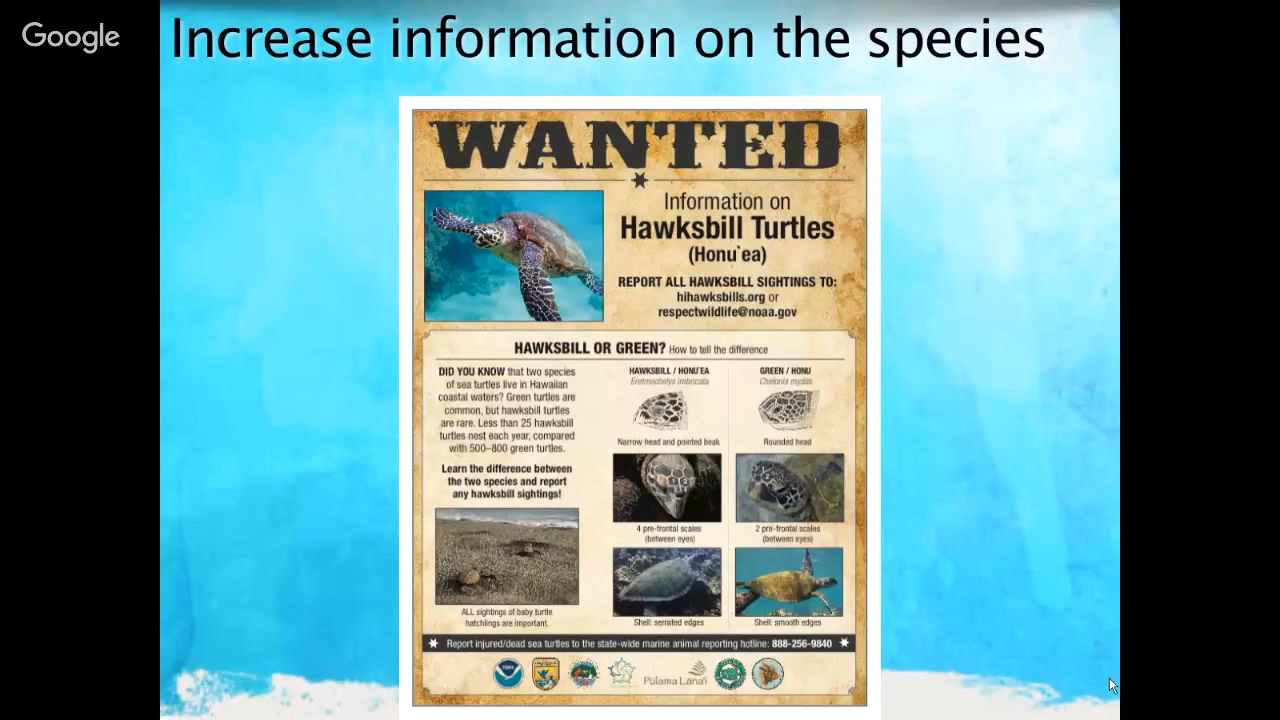 Google
Increase information on the species
WANTED
Information on
Hawksbill Turtles
(Honu`ea)
REPORT ALL HAWKSBILL SIGHTINGS TO:
hihawksbills.org or
respectwildlife@noaa.gov
HAWKSBILL OR GREEN? How to tell the difference
DID YOU KNOW that two species
of sea turtles live in Hawaiian
coastal waters? Green turtles are
common, but hawksbill turtles
are rare. Less than 25 hawksbill
turtles nest each year, compared
with 500–800 green turtles.
Learn the difference between
the two species and report
any hawksbill sightings!
ALL sightings of baby turtle
hatchlings are important.
HAWKSBILL / HONU'EA
Eretmochelys imbricata
Narrow head and pointed beak
4 pre-frontal scales
(between eyes)
Shell: serrated edges
GREEN / HONU
Chelonia mydas
Rounded head
2 pre-frontal scales
(between eyes)
Shell: smooth edges
Report injured/dead sea turtles to the state-wide marine animal reporting hotline: 888-256-9840
NOAA
Pūlama Lāna'i